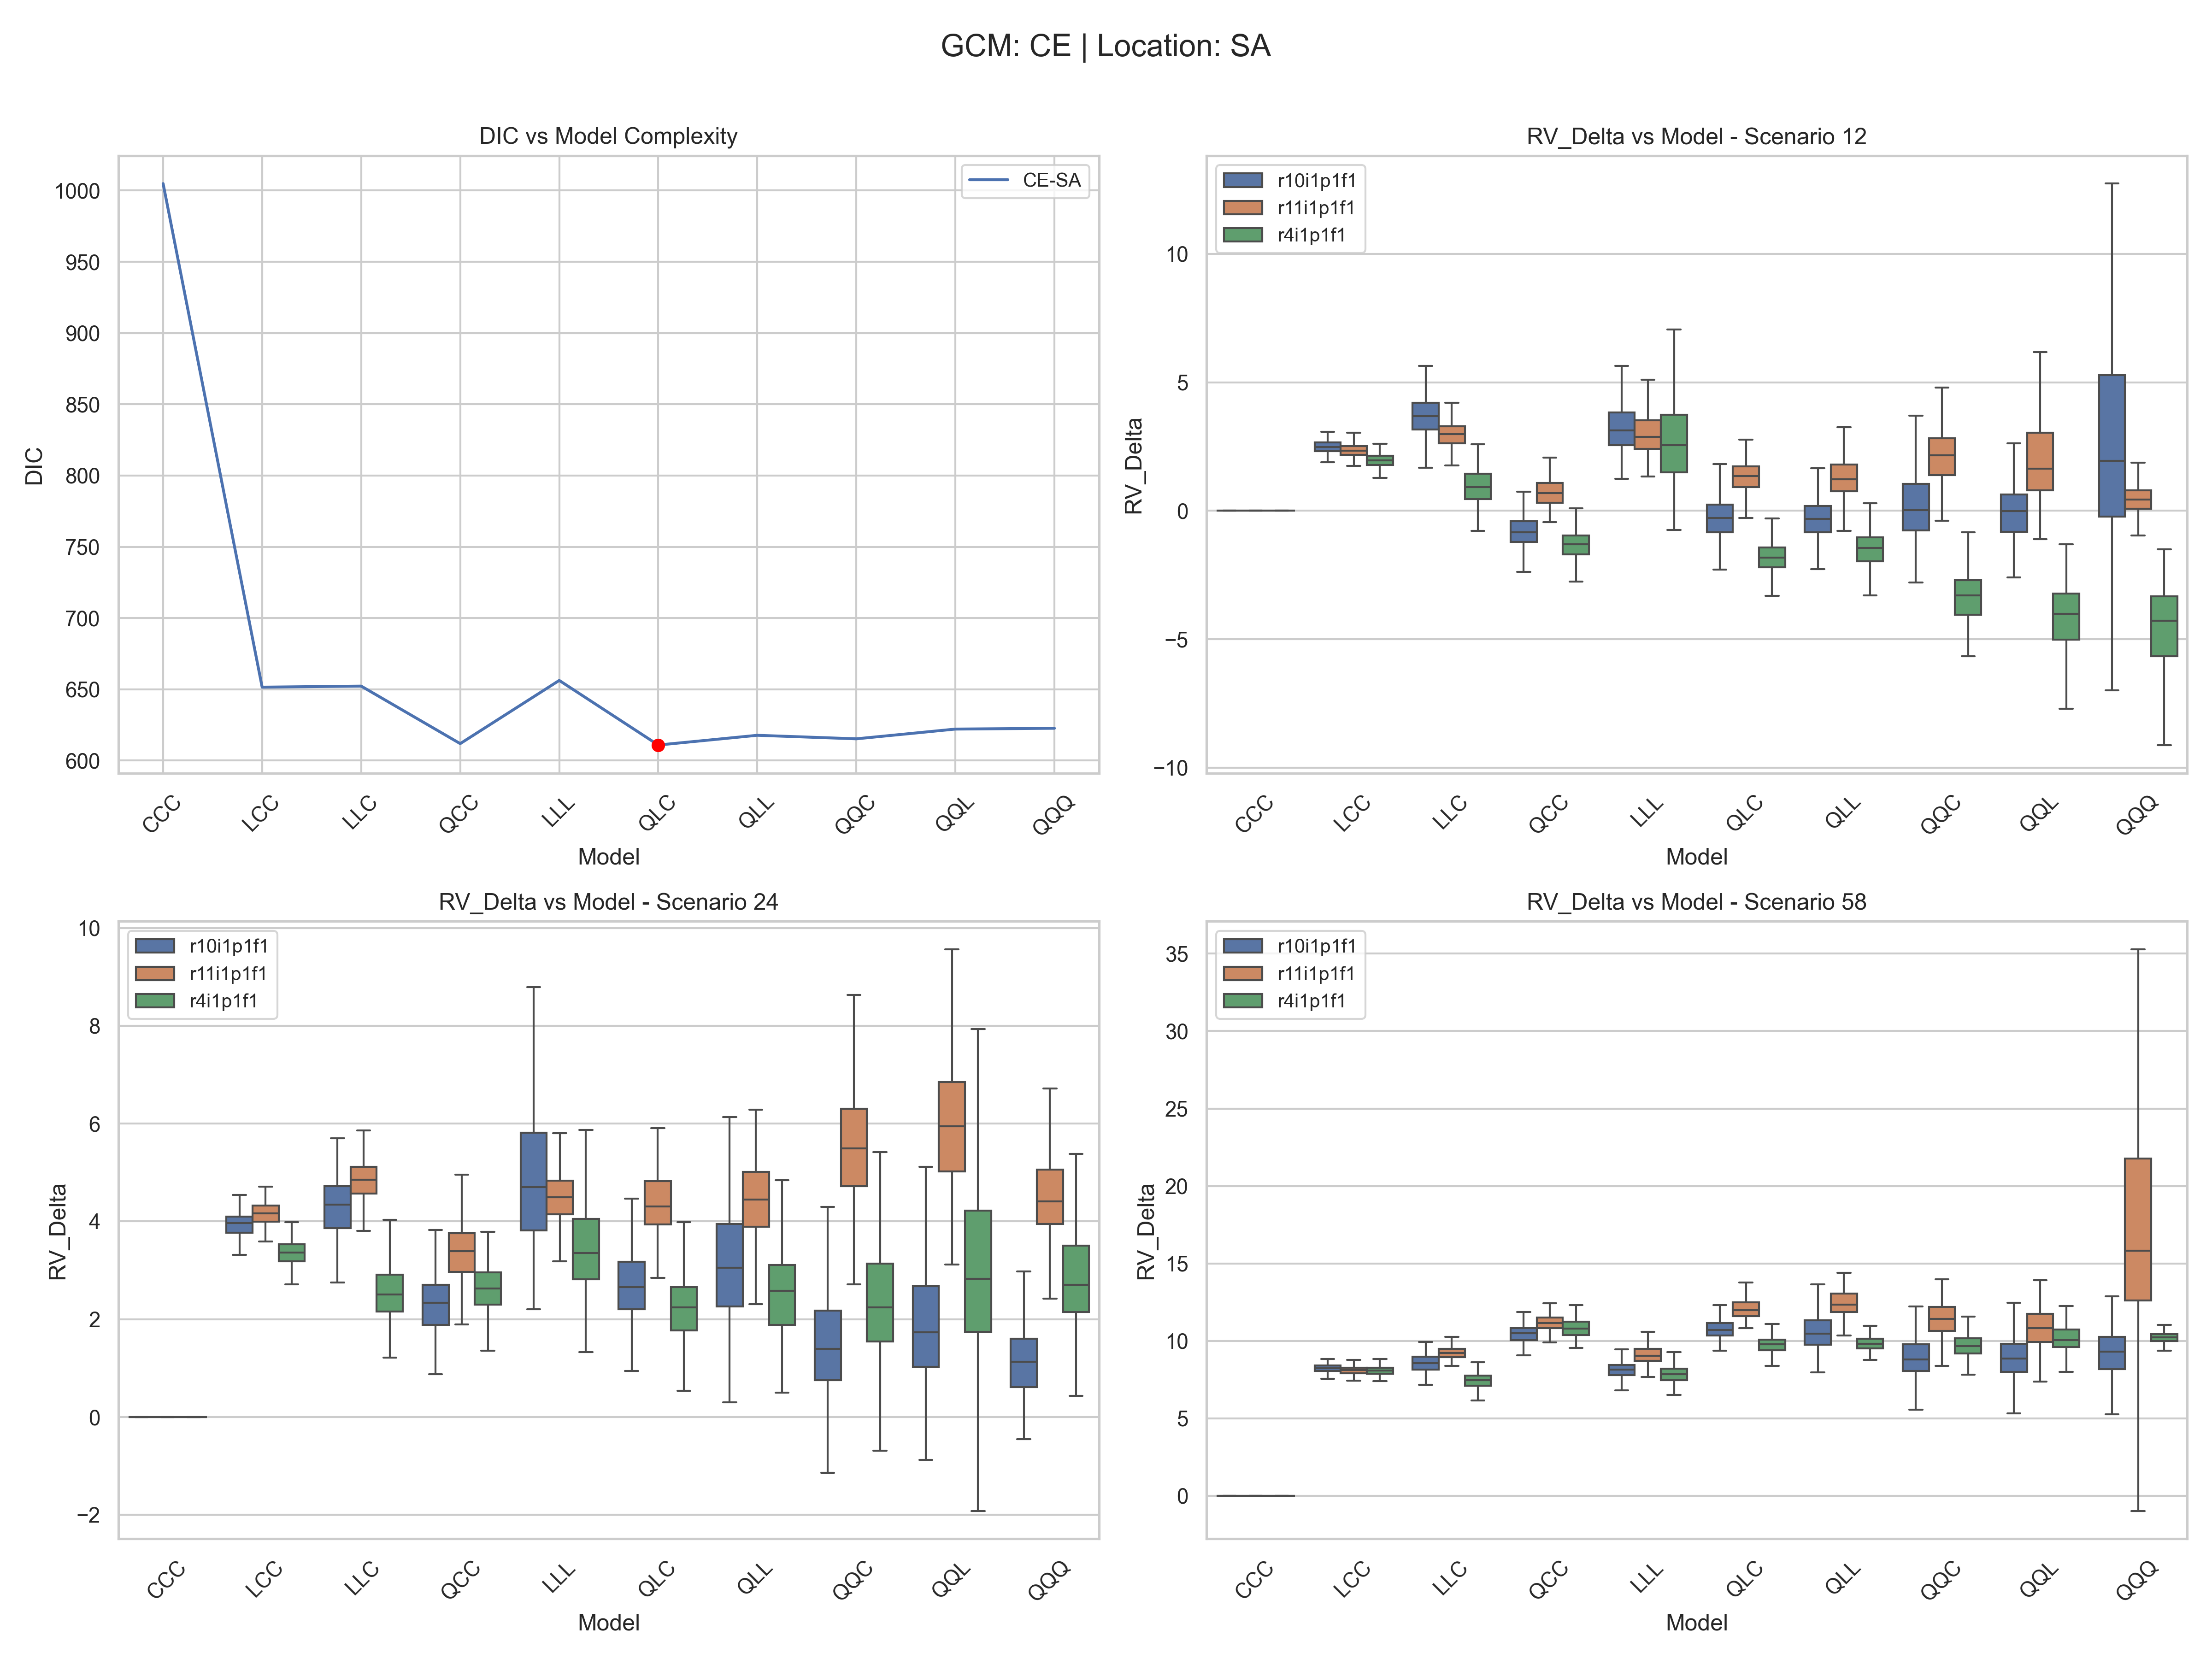 GCM: CE | Location: SA
DIC vs Model Complexity
CE-SA
DIC
1000
950
900
850
800
750
700
650
600
CCC
LCC
LLC
QCC
LLL
QLC
QLL
QQC
QQL
QQQ
Model
RV_Delta vs Model - Scenario 12
r10i1p1f1
r11i1p1f1
r4i1p1f1
RV_Delta
10
5
0
−5
−10
CCC
LCC
LLC
QCC
LLL
QLC
QLL
QQC
QQL
QQQ
Model
RV_Delta vs Model - Scenario 24
r10i1p1f1
r11i1p1f1
r4i1p1f1
RV_Delta
10
8
6
4
2
0
−2
CCC
LCC
LLC
QCC
LLL
QLC
QLL
QQC
QQL
QQQ
Model
RV_Delta vs Model - Scenario 58
r10i1p1f1
r11i1p1f1
r4i1p1f1
RV_Delta
35
30
25
20
15
10
5
0
CCC
LCC
LLC
QCC
LLL
QLC
QLL
QQC
QQL
QQQ
Model